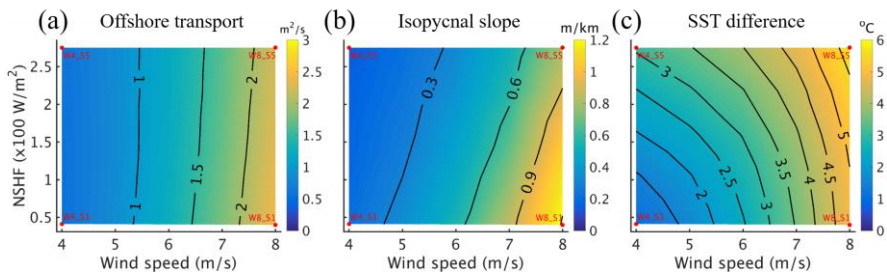 (a) Offshore transport m²/s
(b) Isopycnal slope m/km
(c) SST difference °C
NSHF (x100 W/m²)
2.5
2
1.5
1
0.5
W4_S5
W8_S5
W4_S1
W8_S1
1
1
1.5
2
2
4 5 6 7 8
Wind speed (m/s)
3
2.5
2
1.5
1
0.5
0
W4_S5
W8_S5
W4_S1
W8_S1
0.3
0.6
0.9
4 5 6 7 8
Wind speed (m/s)
1.2
1
0.8
0.6
0.4
0.2
0
W4_S5
W8_S5
W4_S1
W8_S1
3
2
2.5
3
3.5
4
4.5
5
4 5 6 7 8
Wind speed (m/s)
6
5
4
3
2
1
0